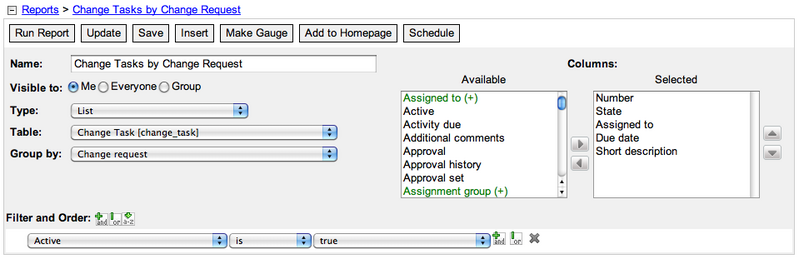 Reports > Change Tasks by Change Request
Run Report Update Save Insert Make Gauge Add to Homepage Schedule
Name: Change Tasks by Change Request
Visible to: Me Everyone Group
Type: List
Table: Change Task [change_task]
Group by: Change request
Columns:
Available
Assigned to (+)
Active
Activity due
Additional comments
Approval
Approval history
Approval set
Assignment group (+)
Selected
Number
State
Assigned to
Due date
Short description
Filter and Order: and or a-z
Active is true and or